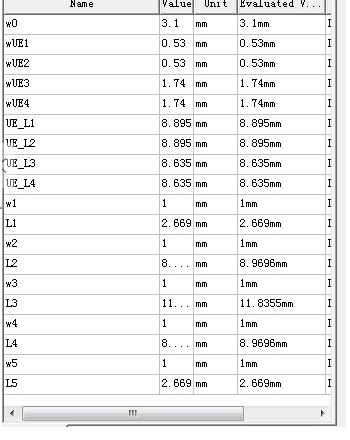 Name Value Unit Evaluated V...
w0 3.1 mm 3.1mm I
wUE1 0.53 mm 0.53mm I
wUE2 0.53 mm 0.53mm I
wUE3 1.74 mm 1.74mm I
wUE4 1.74 mm 1.74mm I
UE_L1 8.895 mm 8.895mm I
UE_L2 8.895 mm 8.895mm I
UE_L3 8.635 mm 8.635mm I
UE_L4 8.635 mm 8.635mm I
w1 1 mm 1mm I
L1 2.669 mm 2.669mm I
w2 1 mm 1mm I
L2 8.... mm 8.9696mm I
w3 1 mm 1mm I
L3 11... mm 11.8355mm I
w4 1 mm 1mm I
L4 8.... mm 8.9696mm I
w5 1 mm 1mm I
L5 2.669 mm 2.669mm I